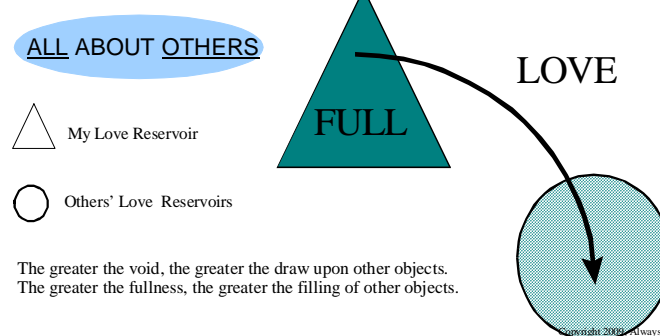 ALL ABOUT OTHERS
LOVE
FULL
My Love Reservoir
Others' Love Reservoirs
The greater the void, the greater the draw upon other objects.
The greater the fullness, the greater the filling of other objects.
Copyright 2009, Always